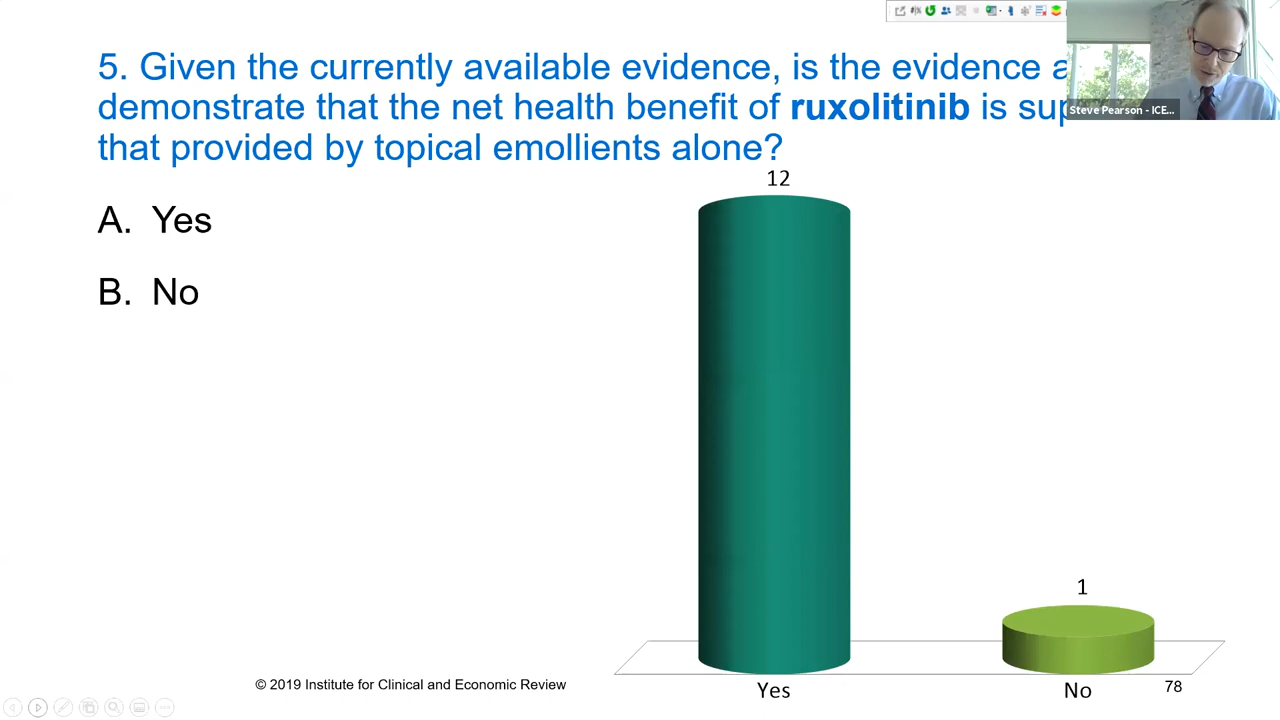 5. Given the currently available evidence, is the evidence
demonstrate that the net health benefit of ruxolitinib is
that provided by topical emollients alone?
Steve Pearson - ICE...
A. Yes
B. No
12
1
Yes
No
78
© 2019 Institute for Clinical and Economic Review